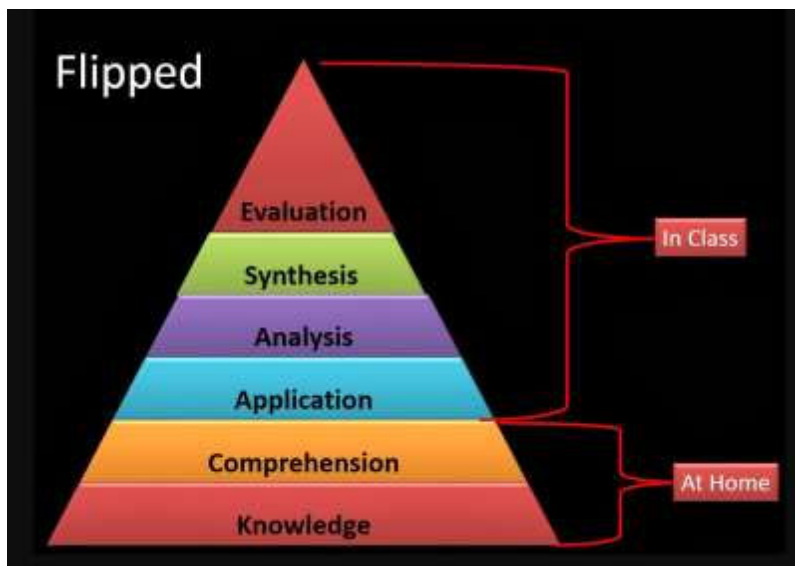 Flipped
Evaluation
In Class
Synthesis
Analysis
Application
Comprehension
At Home
Knowledge